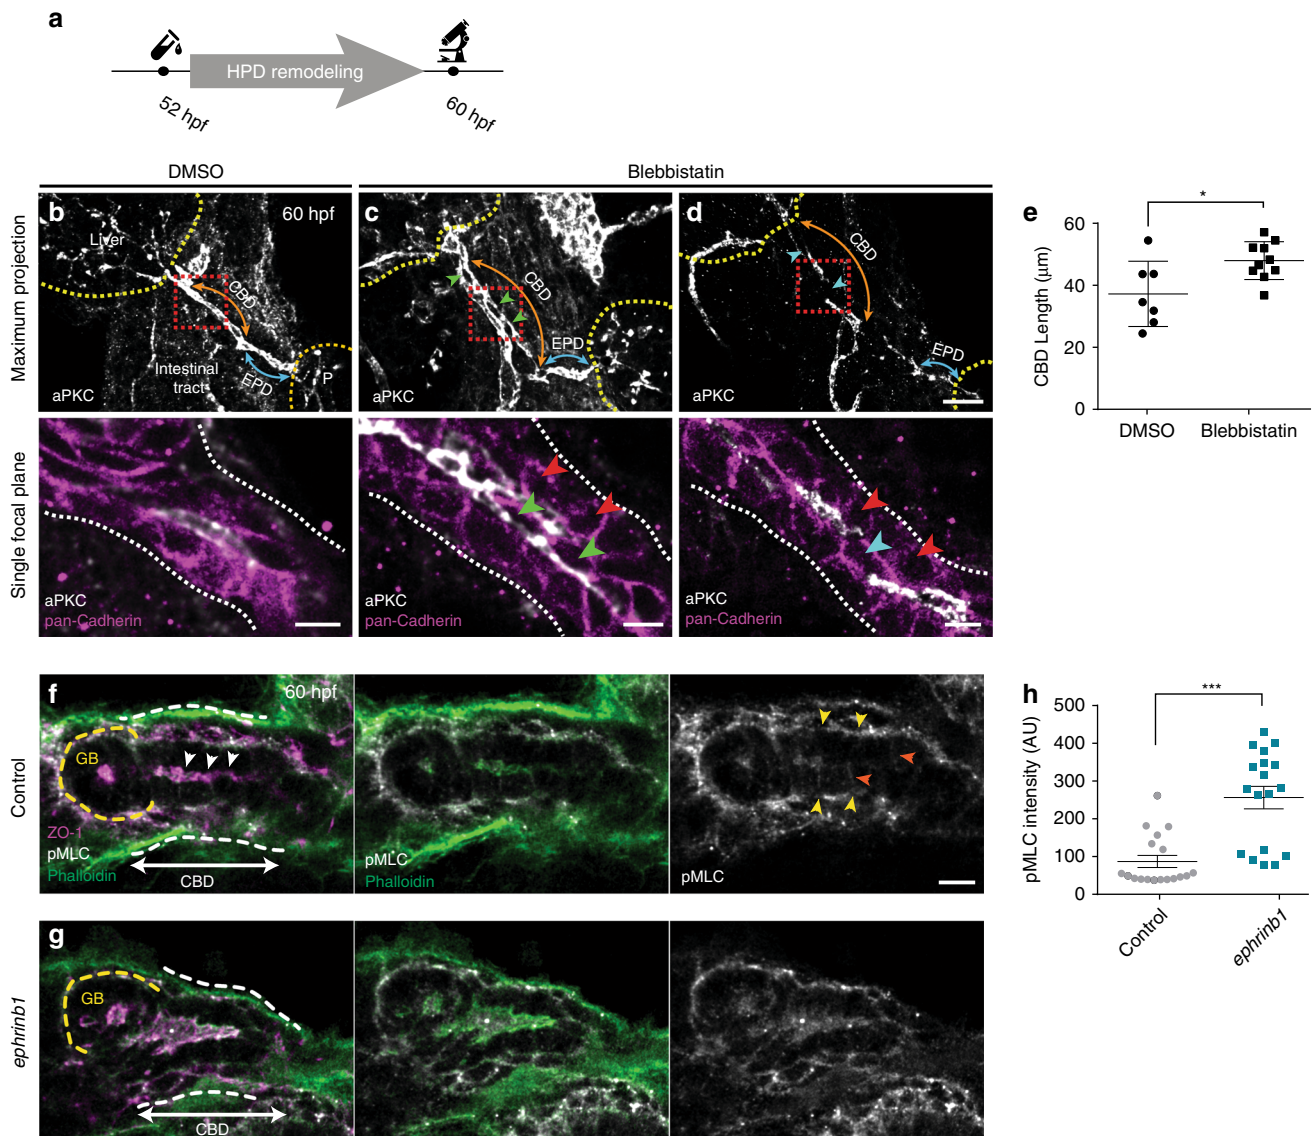 a
HPD remodeling
52 hpf
60 hpf
DMSO
Blebbistatin
Maximum projection
b
60 hpf
Liver
CBD
Intestinal
tract
EPD
P
aPKC
c
CBD
EPD
aPKC
d
CBD
EPD
aPKC
e
*
60
40
20
0
CBD Length (μm)
DMSO
Blebbistatin
Single focal plane
aPKC
pan-Cadherin
aPKC
pan-Cadherin
aPKC
pan-Cadherin
Control
f
60 hpf
GB
ZO-1
pMLC
Phalloidin
CBD
pMLC
Phalloidin
pMLC
h
***
500
400
300
200
100
0
pMLC intensity (AU)
Control
ephrinb1
ephrinb1
g
GB
CBD